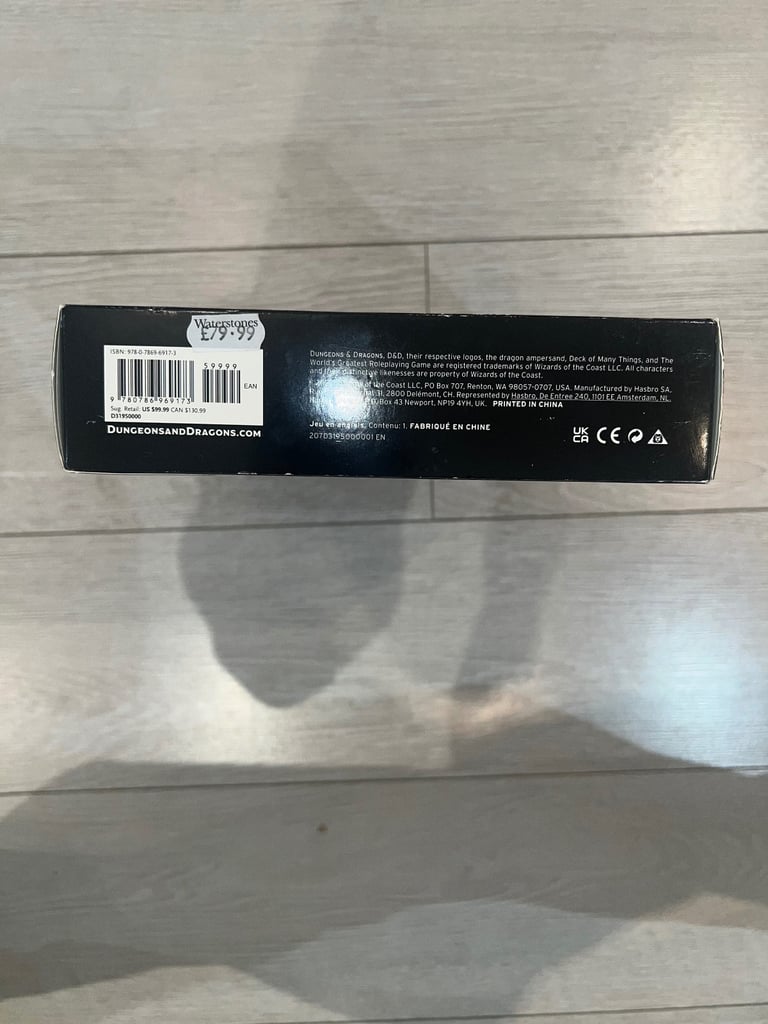 Waterstones
£79.99
ISBN: 978-0-7869-6917-3
59999
EAN
9 780786 969173
Sug. Retail: US $99.99 CAN $130.99
D31950000
DUNGEONSANDDRAGONS.COM
DUNGEONS & DRAGONS, D&D, their respective logos, the dragon ampersand, Deck of Many Things, and The
World's Greatest Roleplaying Game are registered trademarks of Wizards of the Coast LLC. All characters
and their distinctive likenesses are property of Wizards of the Coast.
of the Coast LLC, PO Box 707, Renton, WA 98057-0707, USA. Manufactured by Hasbro SA,
31, 2800 Delémont, CH. Represented by Hasbro, De Entree 240, 1101 EE Amsterdam, NL.
Box 43 Newport, NP19 4YH, UK. PRINTED IN CHINA
Jeu en anglais. Contenu: 1. FABRIQUÉ EN CHINE
207D3195000001 EN
UK
CA
CE